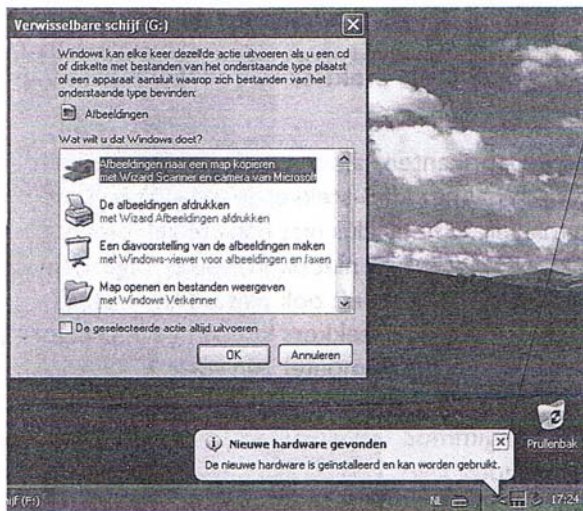 Verwisselbare schijf (G:)
Windows kan elke keer dezelfde actie uitvoeren als u een cd
of diskette met bestanden van het onderstaande type plaatst
of een apparaat aansluit waarop zich bestanden van het
onderstaande type bevinden:
Afbeeldingen
Wat wilt u dat Windows doet?
Afbeeldingen naar een map kopiëren
met Wizard Scanner en camera van Microsoft
De afbeeldingen afdrukken
met Wizard Afbeeldingen afdrukken
Een diavoorstelling van de afbeeldingen maken
met Windows-viewer voor afbeeldingen en faxen
Map openen en bestanden weergeven
met Windows Verkenner
De geselecteerde actie altijd uitvoeren
OK
Annuleren
Prullenbak
Nieuwe hardware gevonden
De nieuwe hardware is geïnstalleerd en kan worden gebruikt.
(F:)
NL
17:24